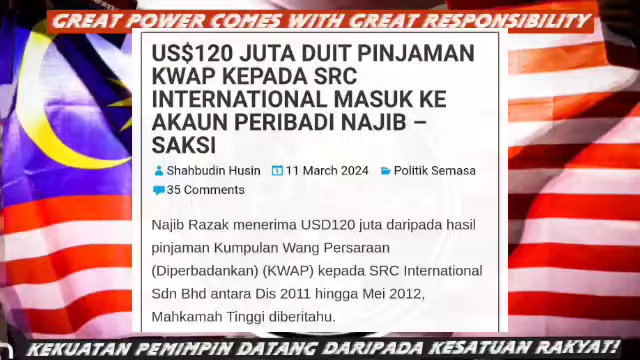 GREAT POWER COMES WITH GREAT RESPONSIBILITY
US$120 JUTA DUIT PINJAMAN
KWAP KEPADA SRC
INTERNATIONAL MASUK KE
AKAUN PERIBADI NAJIB –
SAKSI
Shahbudin Husin 11 March 2024 Politik Semasa
35 Comments
Najib Razak menerima USD120 juta daripada hasil
pinjaman Kumpulan Wang Persaraan
(Diperbadankan) (KWAP) kepada SRC International
Sdn Bhd antara Dis 2011 hingga Mei 2012,
Mahkamah Tinggi diberitahu.
KEKUATAN PEMIMPIN DATANG DARIPADA KESATUAN RAKYAT!